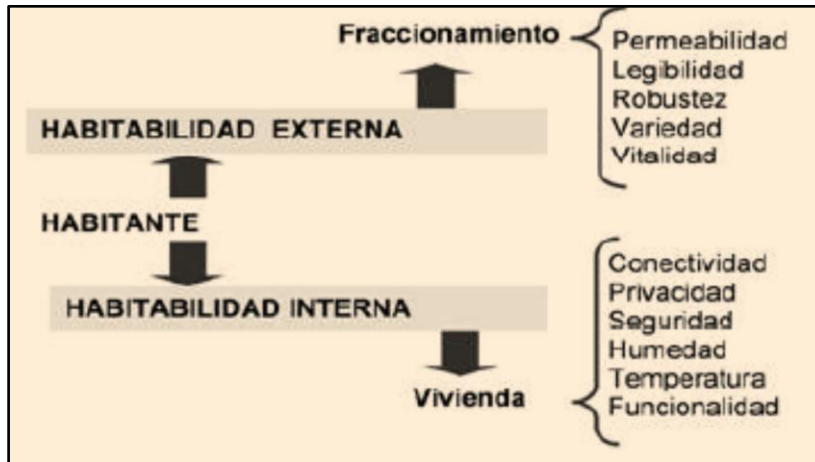 Fraccionamiento
Permeabilidad
Legibilidad
Robustez
Variedad
Vitalidad
HABITABILIDAD EXTERNA
HABITANTE
HABITABILIDAD INTERNA
Vivienda
Conectividad
Privacidad
Seguridad
Humedad
Temperatura
Funcionalidad